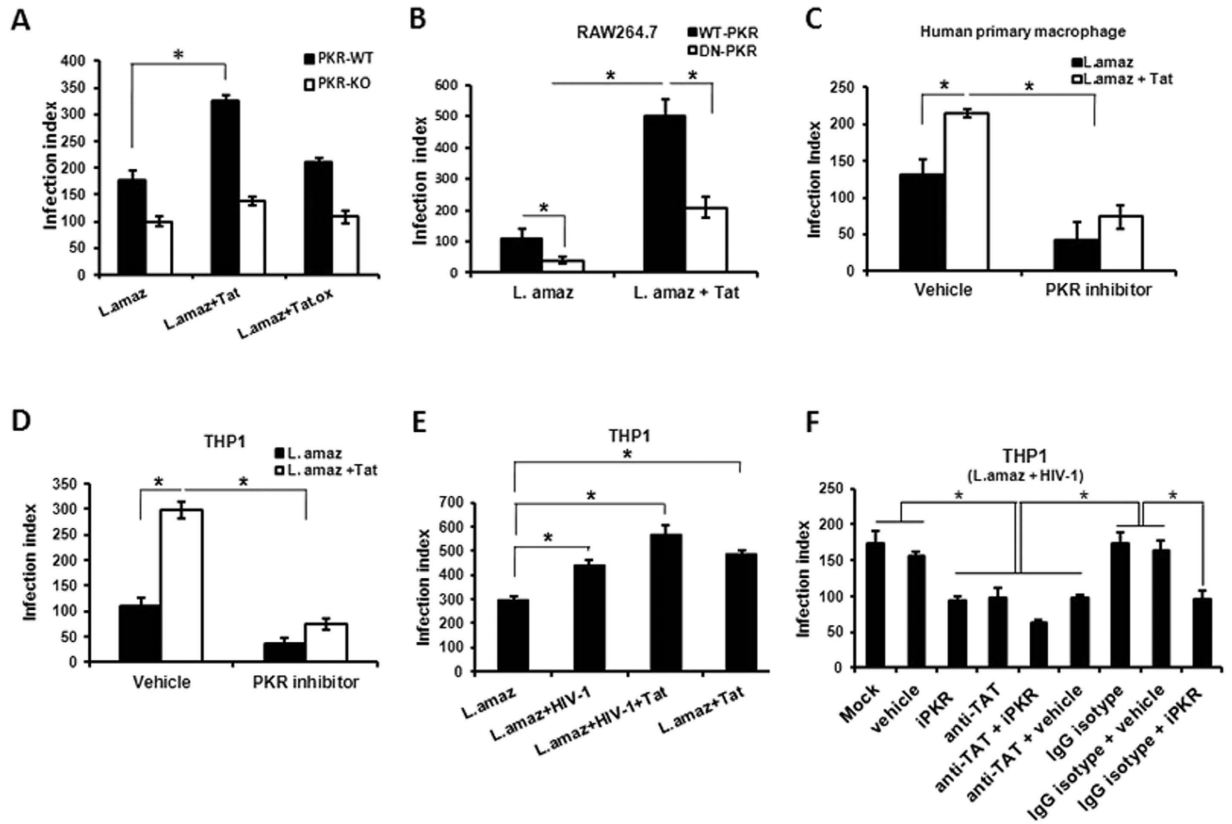 A
PKR-WT
PKR-KO
*
Infection index
400
350
300
250
200
150
100
50
0
L.amaz
L.amaz+Tat
L.amaz+Tat.ox
B
RAW264.7
WT-PKR
DN-PKR
* *
*
Infection index
600
500
400
300
200
100
0
L. amaz
L. amaz + Tat
C
Human primary macrophage
L.amaz
L.amaz + Tat
* *
Infection Index
250
200
150
100
50
0
Vehicle
PKR inhibitor
D
THP1
L. amaz
L. amaz +Tat
* *
Infection index
350
300
250
200
150
100
50
0
Vehicle
PKR inhibitor
E
THP1
*
*
*
Infection index
700
600
500
400
300
200
100
0
L.amaz
L.amaz+HIV-1
L.amaz+HIV-1+Tat
L.amaz+Tat
F
THP1
(L.amaz + HIV-1)
* * *
Infection index
250
200
150
100
50
0
Mock
vehicle
iPKR
anti-TAT
anti-TAT + iPKR
anti-TAT + vehicle
IgG isotype
IgG isotype + vehicle
IgG isotype + iPKR